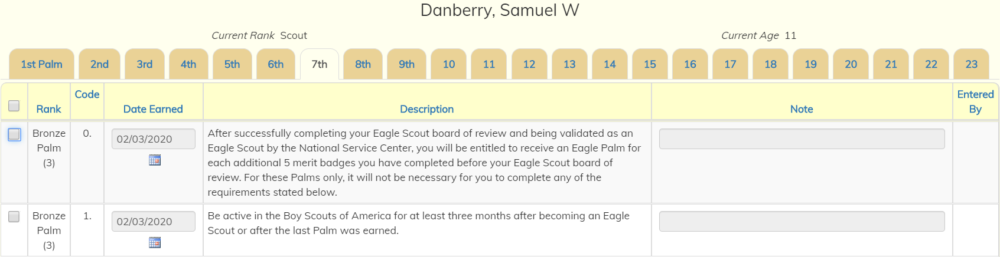 Danberry, Samuel W
Current Rank Scout
Current Age 11
1st Palm 2nd 3rd 4th 5th 6th 7th 8th 9th 10 11 12 13 14 15 16 17 18 19 20 21 22 23
Rank
Code
Date Earned
Description
Note
Entered
By
Bronze
Palm
(3)
0.
02/03/2020
After successfully completing your Eagle Scout board of review and being validated as an
Eagle Scout by the National Service Center, you will be entitled to receive an Eagle Palm for
each additional 5 merit badges you have completed before your Eagle Scout board of
review. For these Palms only, it will not be necessary for you to complete any of the
requirements stated below.
Bronze
Palm
(3)
1.
02/03/2020
Be active in the Boy Scouts of America for at least three months after becoming an Eagle
Scout or after the last Palm was earned.